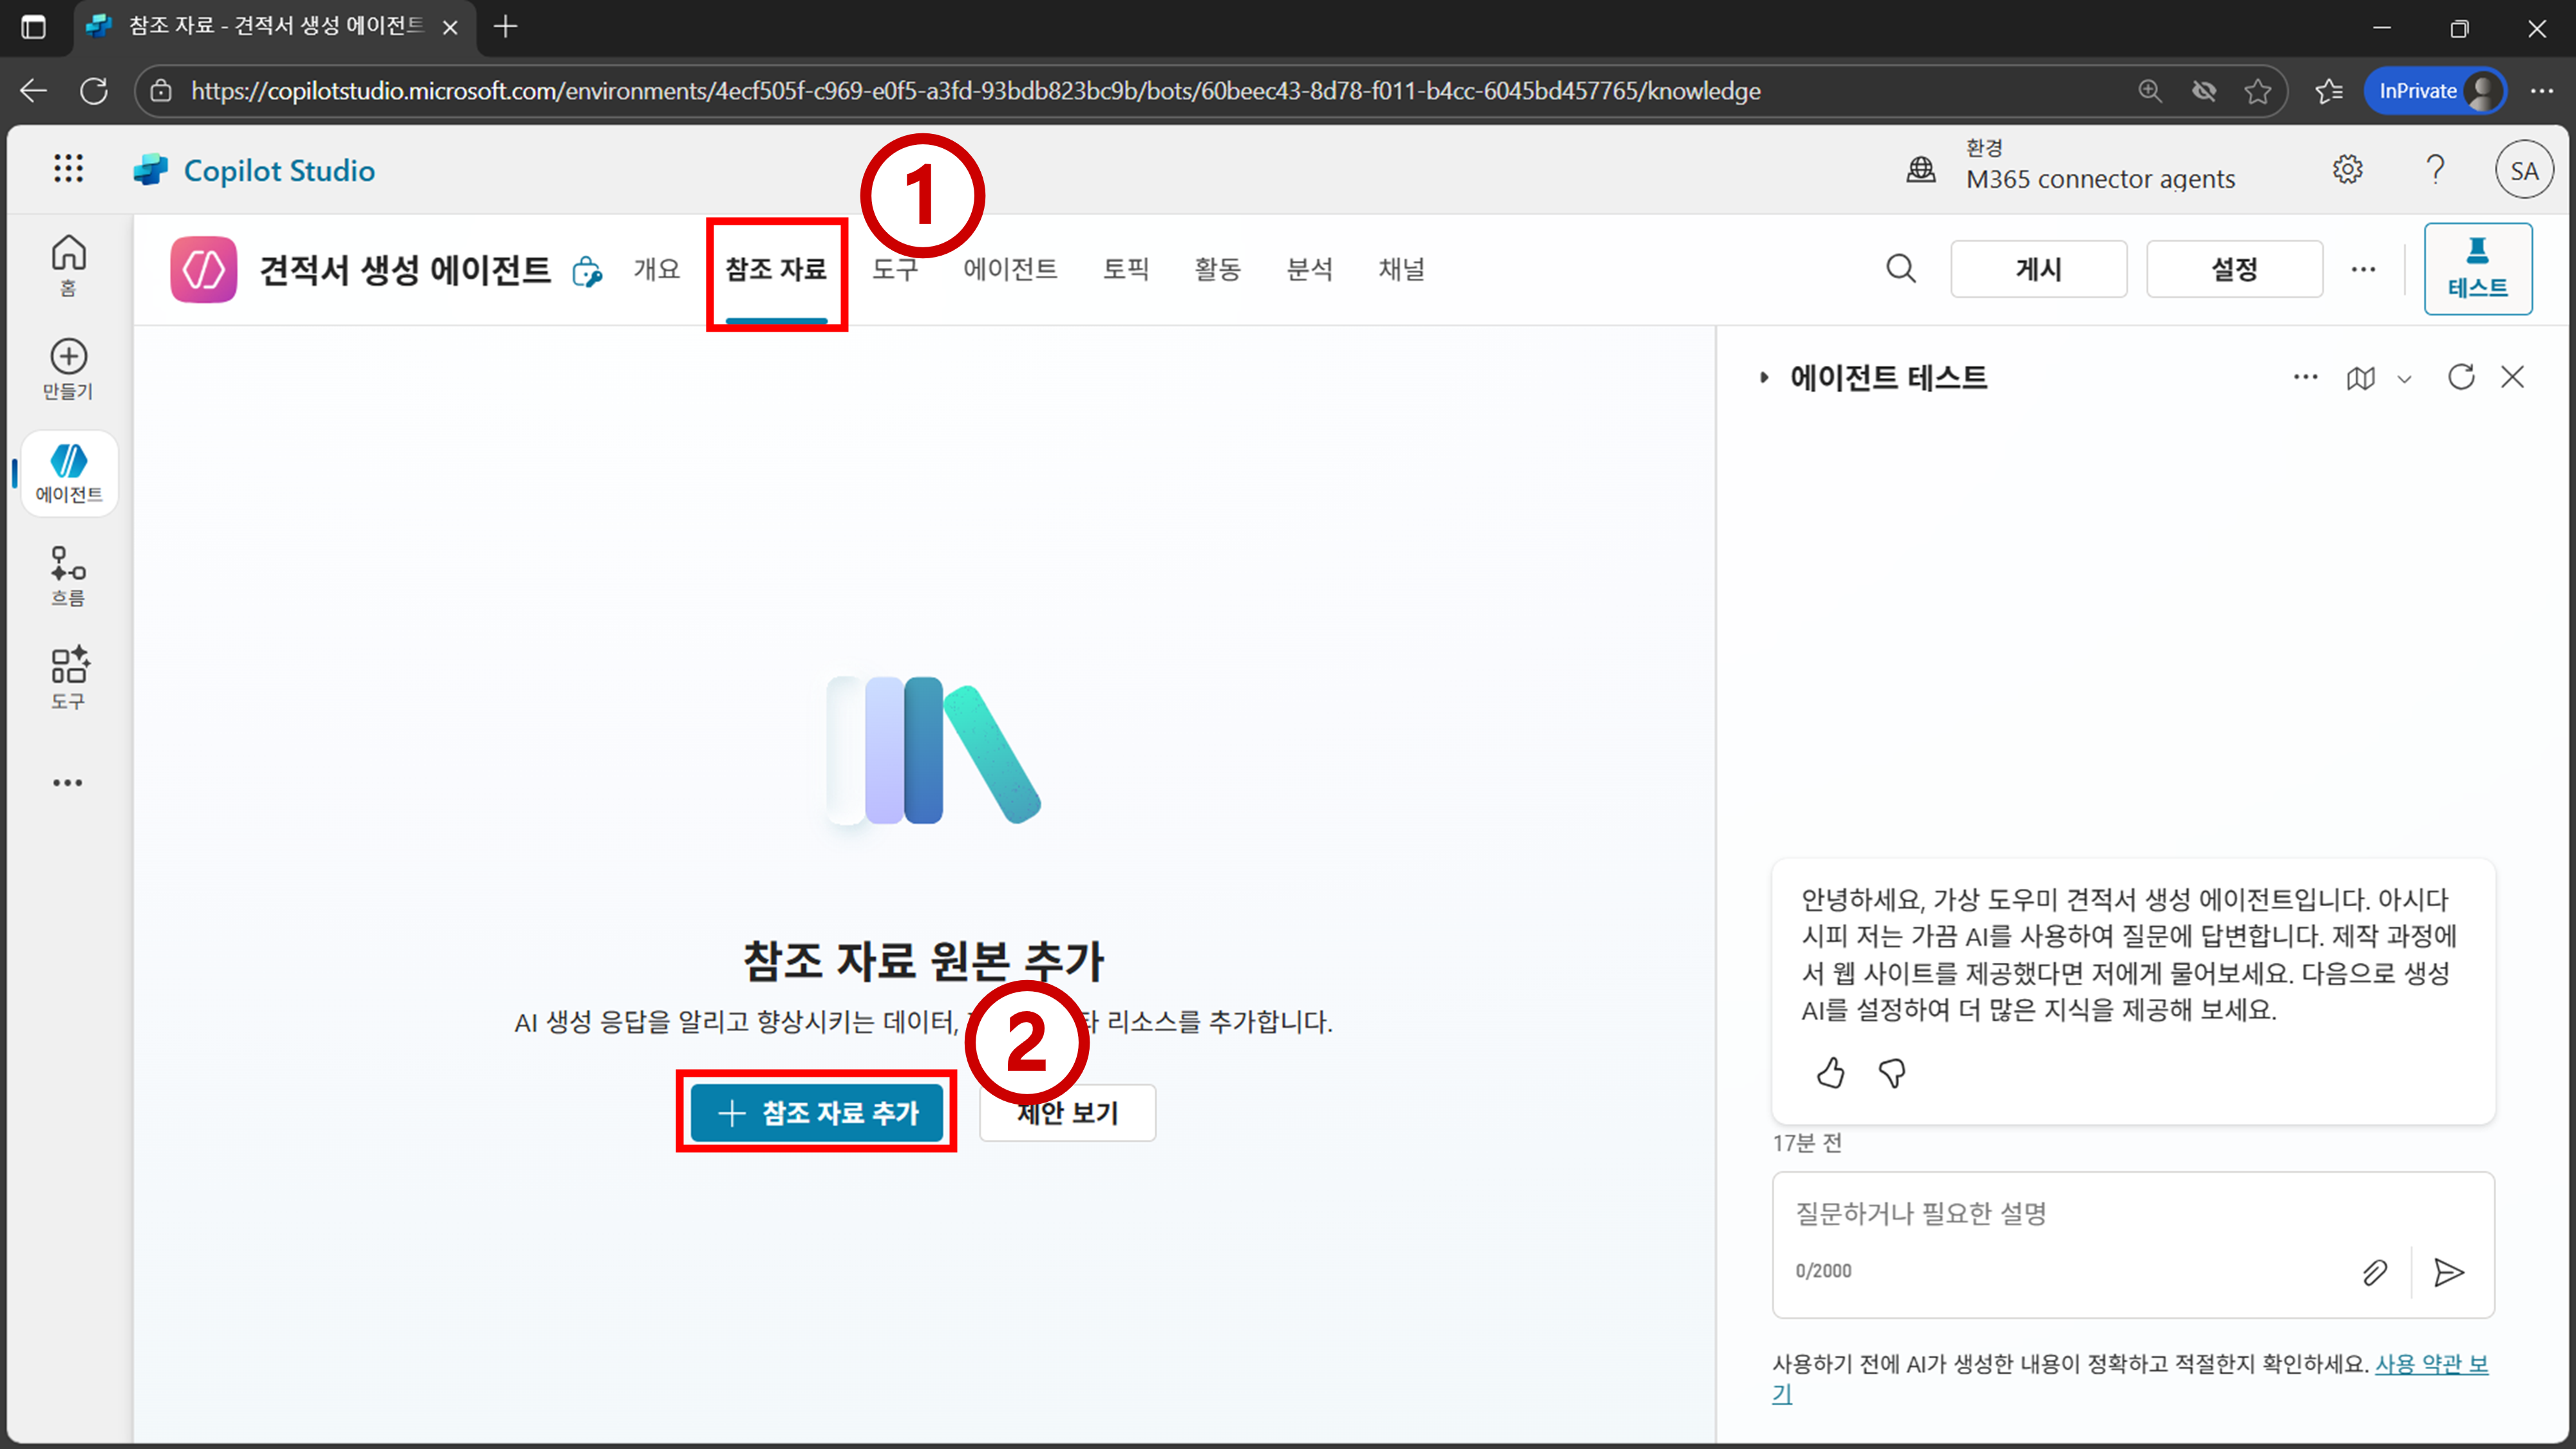 참조 자료 - 견적서 생성 에이전트
https://copilotstudio.microsoft.com/environments/4ecf505f-c969-e0f5-a3fd-93bdb823bc9b/bots/60beec43-8d78-f011-b4cc-6045bd457765/knowledge
InPrivate
Copilot Studio
환경
M365 connector agents
SA
1
견적서 생성 에이전트
개요
참조 자료
도구
에이전트
토픽
활동
분석
채널
게시
설정
테스트
홈
만들기
에이전트
흐름
도구
참조 자료 원본 추가
AI 생성 응답을 알리고 향상시키는 데이터, 리소스를 추가합니다.
2
참조 자료 추가
제안 보기
에이전트 테스트
안녕하세요, 가상 도우미 견적서 생성 에이전트입니다. 아시다
시피 저는 가끔 AI를 사용하여 질문에 답변합니다. 제작 과정에
서 웹 사이트를 제공했다면 저에게 물어보세요. 다음으로 생성
AI를 설정하여 더 많은 지식을 제공해 보세요.
17분 전
질문하거나 필요한 설명
0/2000
사용하기 전에 AI가 생성한 내용이 정확하고 적절한지 확인하세요. 사용 약관 보
기